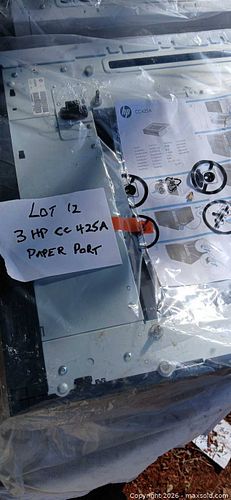 hp
CC425A
LOT 12
3 HP CC 425A
PAPER PORT
Copyright 2026 - maxsold.com